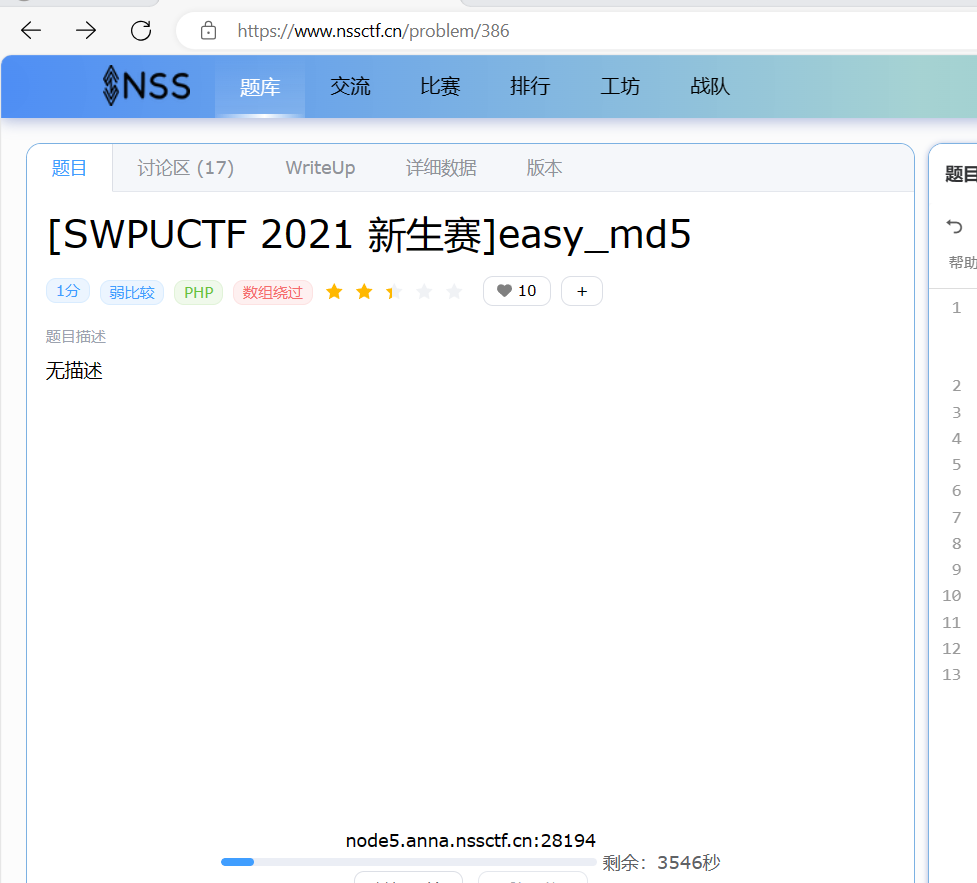 https://www.nssctf.cn/problem/386
NSS 题库 交流 比赛 排行 工坊 战队
题目 讨论区 (17) WriteUp 详细数据 版本
[SWPUCTF 2021 新生赛]easy_md5
1分 弱比较 PHP 数组绕过 10 +
题目描述
无描述
node5.anna.nssctf.cn:28194
剩余：3546秒
题目
帮助
1
2
3
4
5
6
7
8
9
10
11
12
13